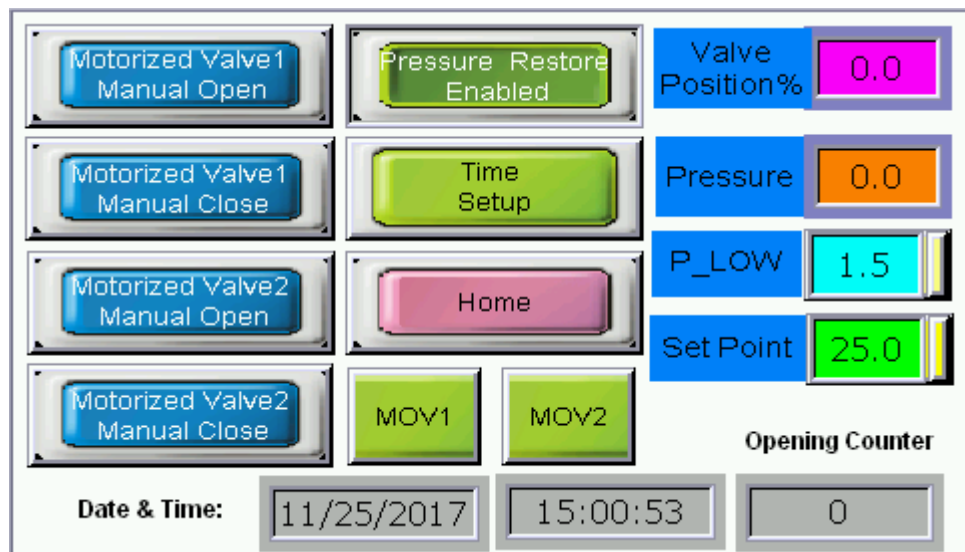 Motorized Valve1
Manual Open
Pressure Restore
Enabled
Valve
Position%
0.0
Motorized Valve1
Manual Close
Time
Setup
Pressure
0.0
Motorized Valve2
Manual Open
Home
P_LOW
1.5
Set Point
25.0
Motorized Valve2
Manual Close
MOV1
MOV2
Opening Counter
Date & Time:
11/25/2017
15:00:53
0